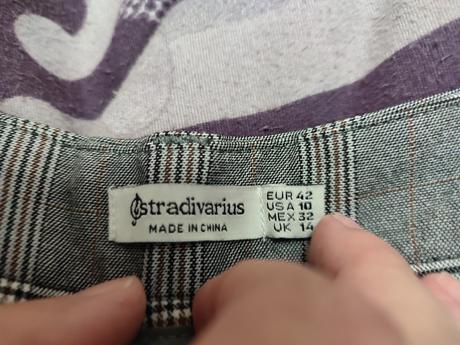 stradivarius
MADE IN CHINA
EUR 42
USA 10
MEX 32
UK 14